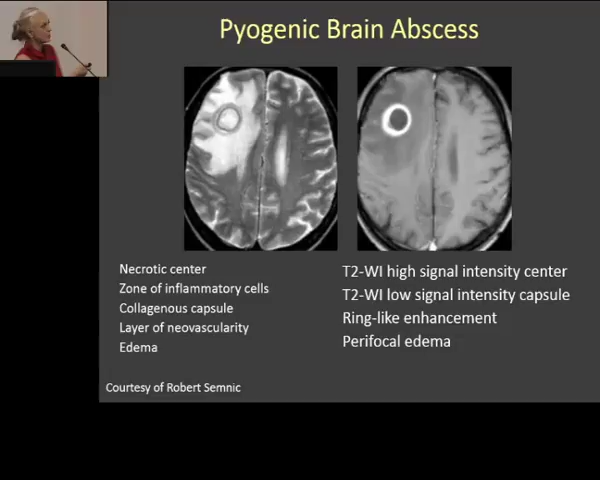 Pyogenic Brain Abscess
Necrotic center
Zone of inflammatory cells
Collagenous capsule
Layer of neovascularity
Edema
T2-WI high signal intensity center
T2-WI low signal intensity capsule
Ring-like enhancement
Perifocal edema
Courtesy of Robert Semnic